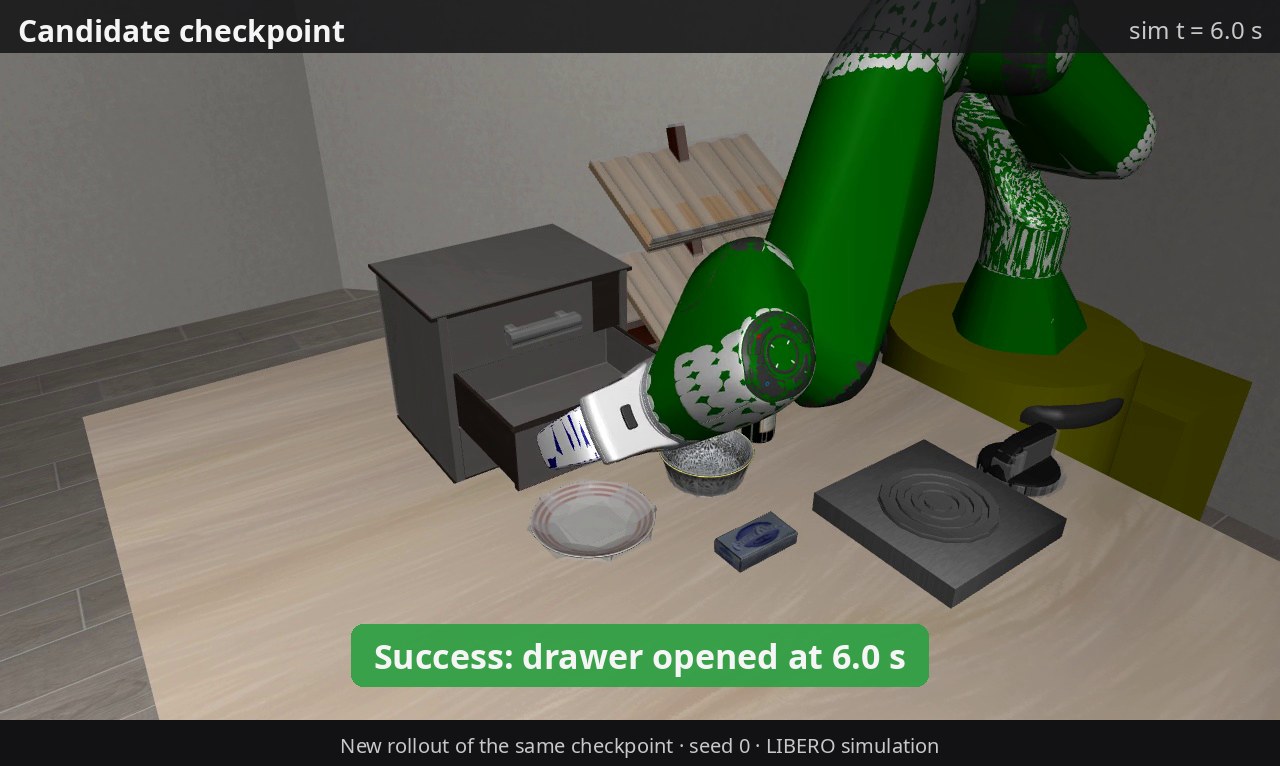 Candidate checkpoint
sim t = 6.0 s
Success: drawer opened at 6.0 s
New rollout of the same checkpoint · seed 0 · LIBERO simulation